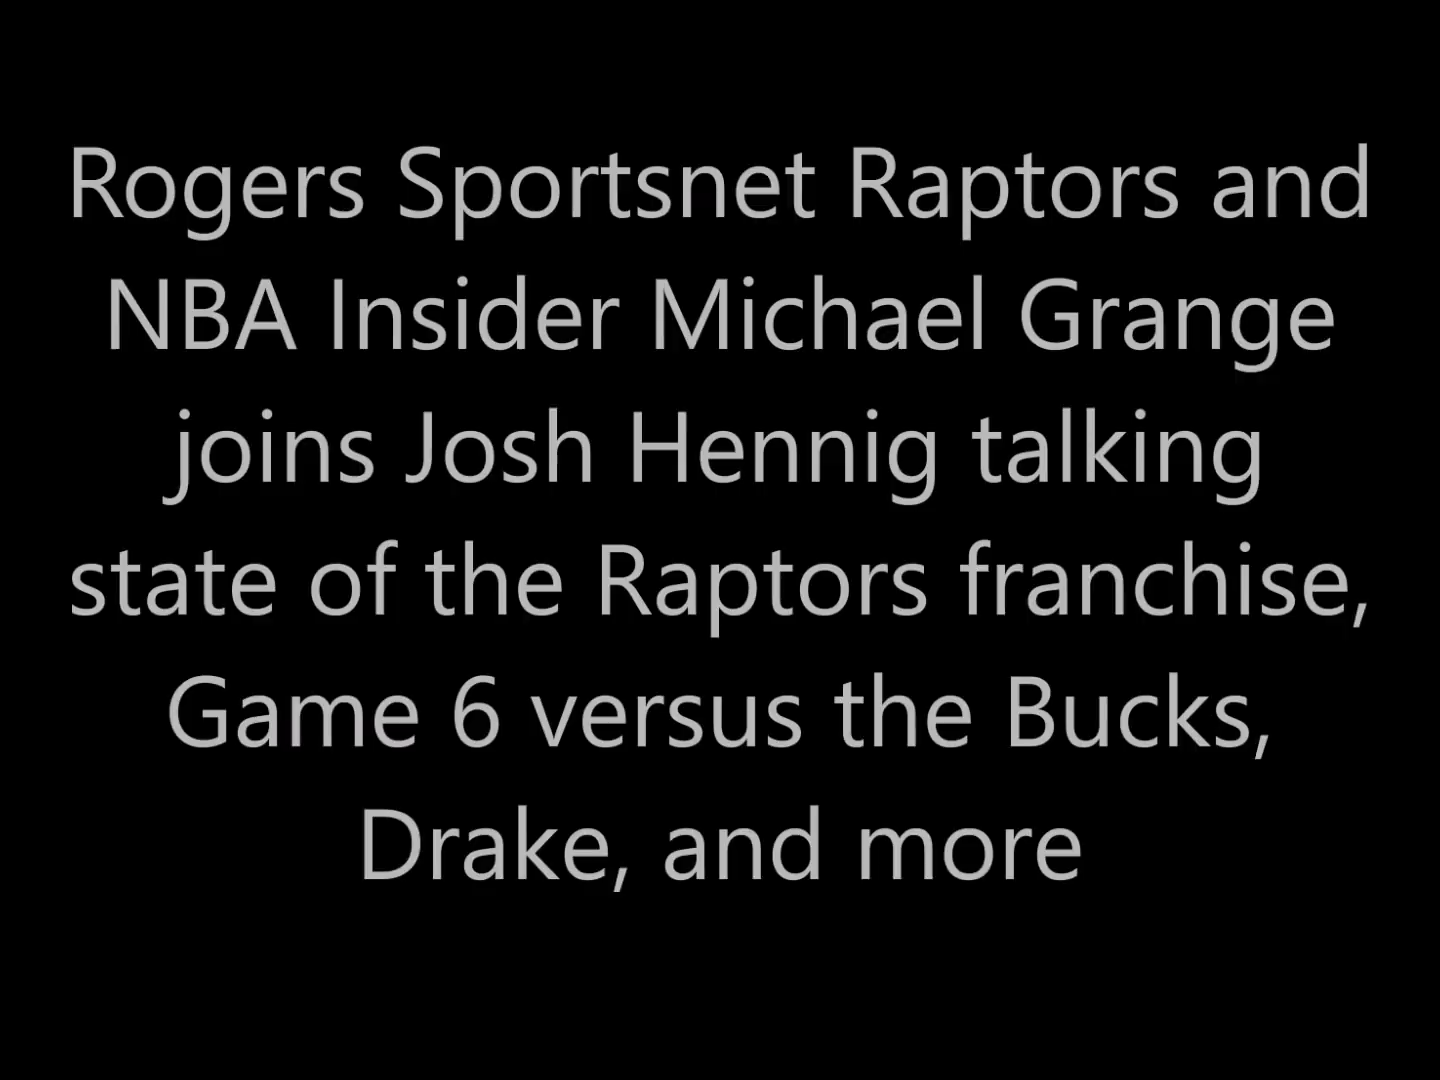 Rogers Sportsnet Raptors and
NBA Insider Michael Grange
joins Josh Hennig talking
state of the Raptors franchise,
Game 6 versus the Bucks,
Drake, and more